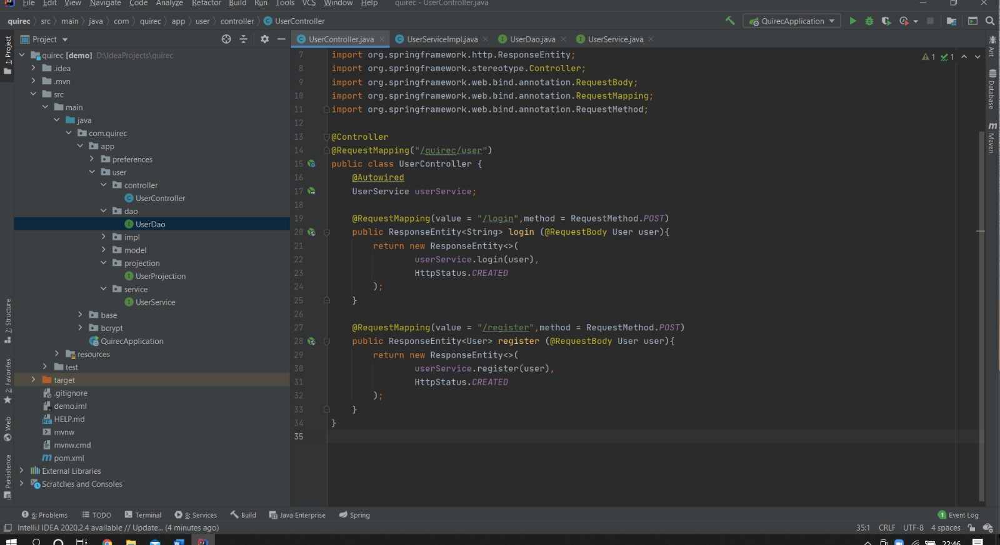 File Edit View Navigate Code Analyze Refactor Build Run Tools VCS Window Help quirec - UserController.java
quirec src main java com quirec app user controller UserController QuirecApplication
1: Project
Project
UserController.java UserServiceImpl.java UserDao.java UserService.java
quirec [demo] D:\IdeaProjects\quirec
.idea
.mvn
src
main
java
com.quirec
app
preferences
user
controller
UserController
dao
UserDao
impl
model
projection
UserProjection
service
UserService
base
bcrypt
QuirecApplication
resources
test
target
.gitignore
demo.iml
HELP.md
mvnw
mvnw.cmd
pom.xml
External Libraries
Scratches and Consoles
Z: Structure
2: Favorites
Web
Persistence
7 import org.springframework.http.ResponseEntity;
8 import org.springframework.stereotype.Controller;
9 import org.springframework.web.bind.annotation.RequestBody;
10 import org.springframework.web.bind.annotation.RequestMapping;
11 import org.springframework.web.bind.annotation.RequestMethod;
12
13 @Controller
14 @RequestMapping("/quirec/user")
15 public class UserController {
16 @Autowired
17 UserService userService;
18
19 @RequestMapping(value = "/login",method = RequestMethod.POST)
20 public ResponseEntity<String> login (@RequestBody User user){
21 return new ResponseEntity<>(
22 userService.login(user),
23 HttpStatus.CREATED
24 );
25 }
26
27 @RequestMapping(value = "/register",method = RequestMethod.POST)
28 public ResponseEntity<User> register (@RequestBody User user){
29 return new ResponseEntity<>(
30 userService.register(user),
31 HttpStatus.CREATED
32 );
33 }
34 }
35
1 1
Ant
Database
Maven
6: Problems TODO Terminal 8: Services Build Java Enterprise Spring 1 Event Log
IntelliJ IDEA 2020.2.4 available // Update... (4 minutes ago) 35:1 CRLF UTF-8 4 spaces
22:46